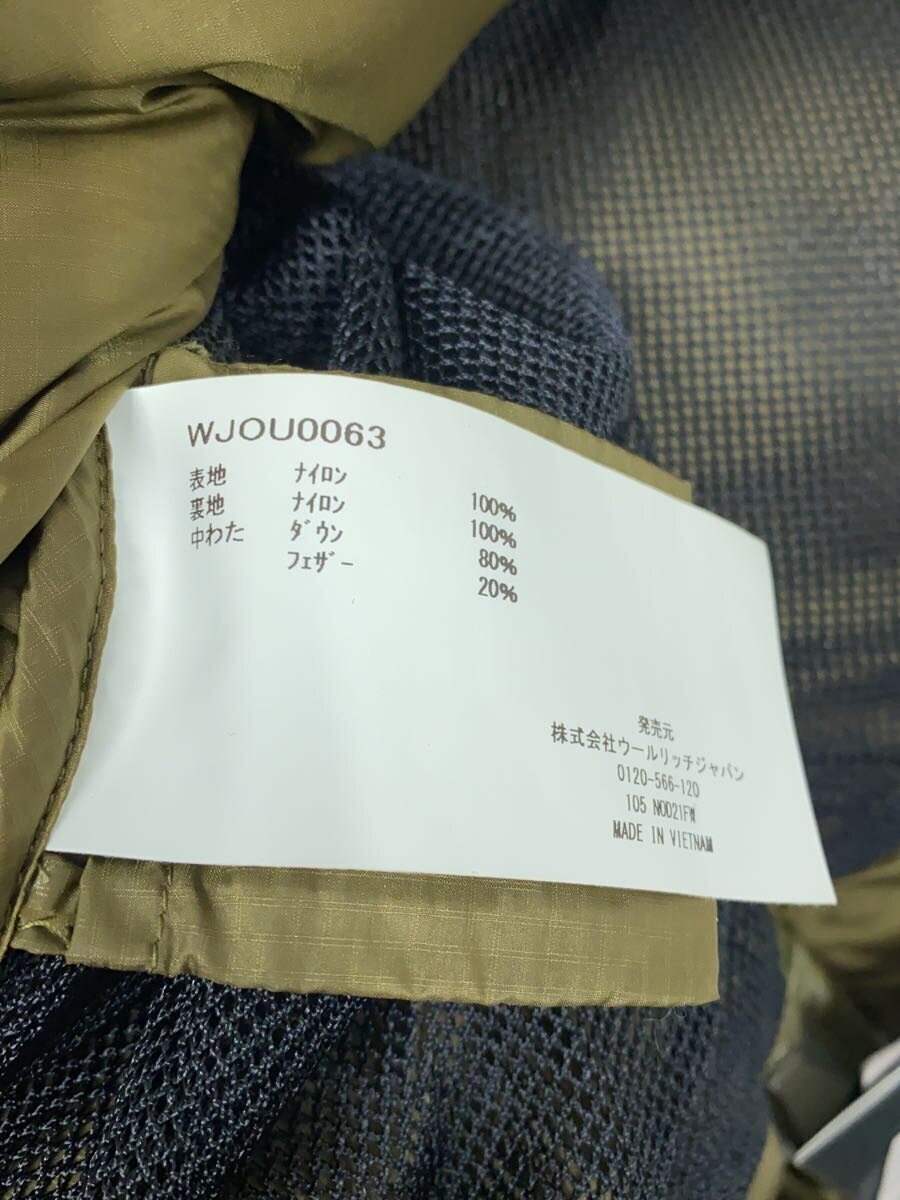 WJOU0063
表地 ナイロン 100%
裏地 ナイロン 100%
中わた ダウン 80%
フェザー 20%
発売元
株式会社ウールリッチジャパン
0120-566-120
105 NOD21FW
MADE IN VIETNAM